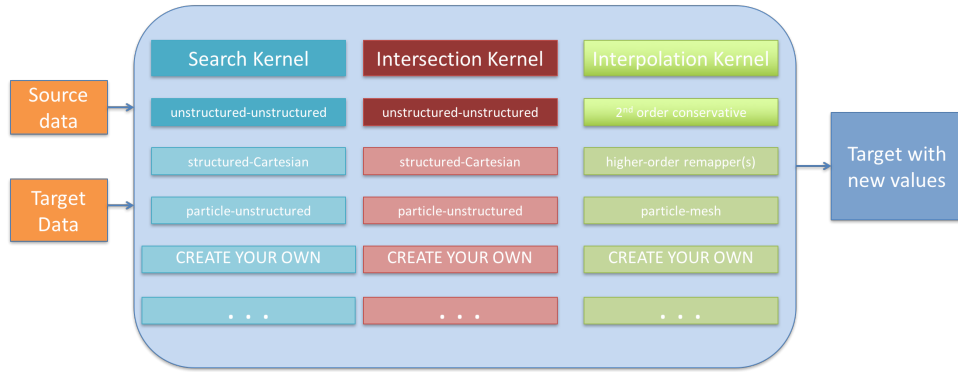 Search Kernel
Intersection Kernel
Interpolation Kernel
Source
data
unstructured-unstructured
unstructured-unstructured
2nd order conservative
structured-Cartesian
structured-Cartesian
higher-order remapper(s)
Target
Data
particle-unstructured
particle-unstructured
particle-mesh
CREATE YOUR OWN
CREATE YOUR OWN
CREATE YOUR OWN
. . .
. . .
. . .
Target with
new values